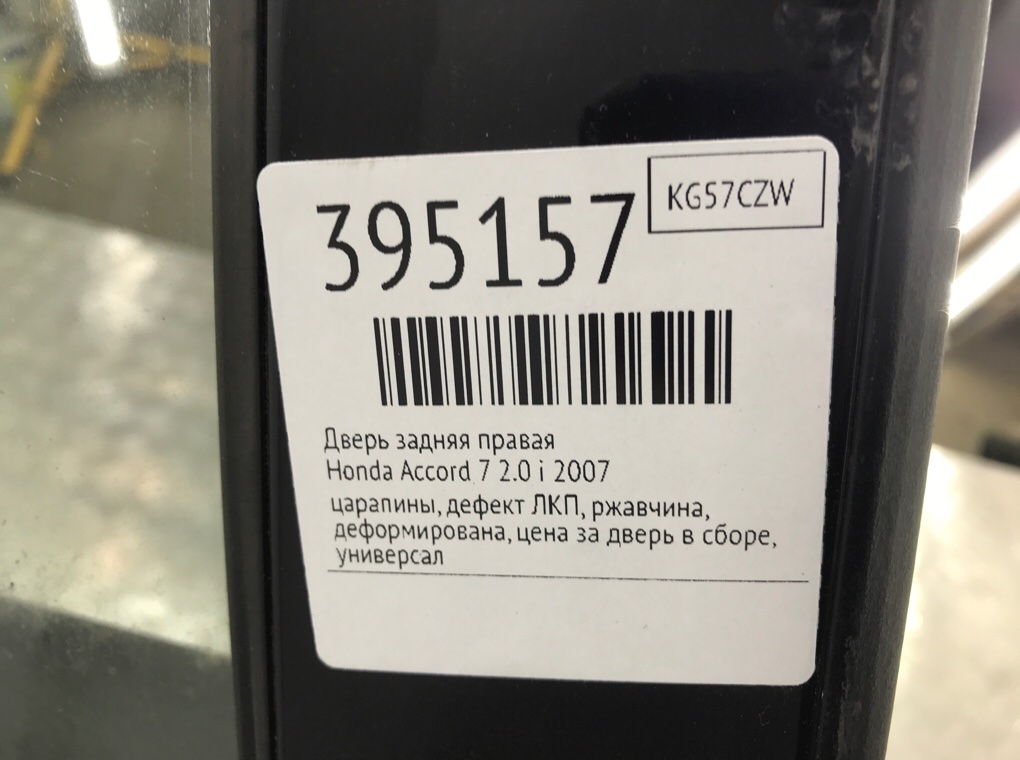 395157
KG57CZW
Дверь задняя правая
Honda Accord 7 2.0 i 2007
царапины, дефект ЛКП, ржавчина,
деформирована, цена за дверь в сборе,
универсал